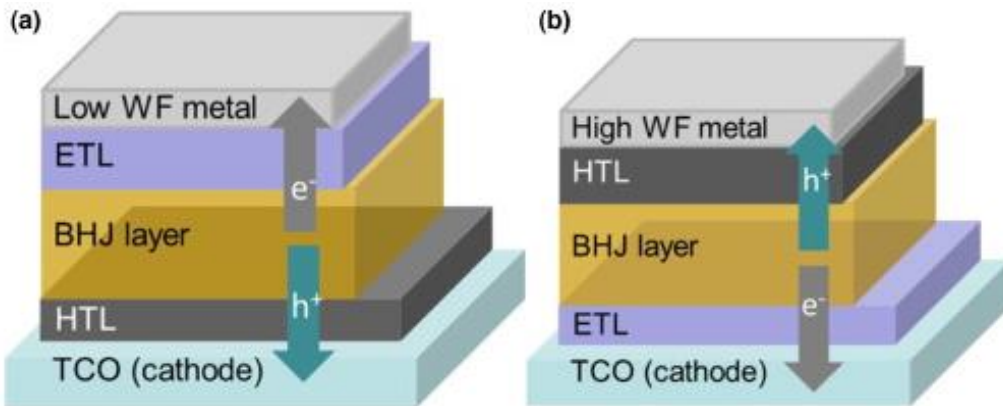 (a)
Low WF metal
ETL
e⁻
BHJ layer
h⁺
HTL
TCO (cathode)
(b)
High WF metal
HTL
h⁺
BHJ layer
e⁻
ETL
TCO (cathode)